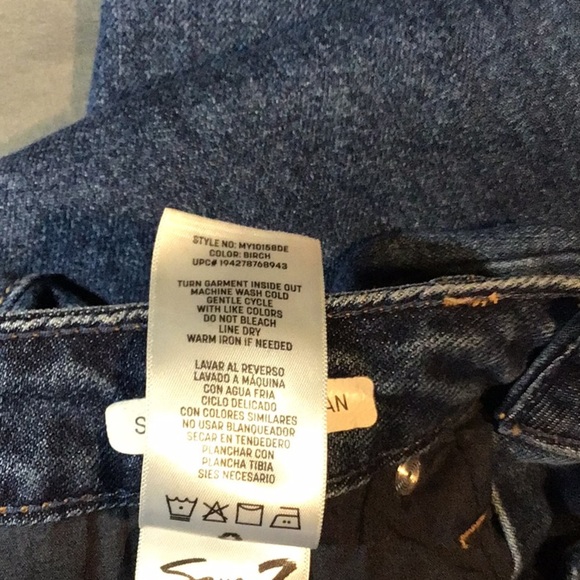 STYLE NO: MY10158DE
COLOR: BIRCH
UPC# 194278768943
TURN GARMENT INSIDE OUT
MACHINE WASH COLD
GENTLE CYCLE
WITH LIKE COLORS
DO NOT BLEACH
LINE DRY
WARM IRON IF NEEDED
LAVAR AL REVERSO
LAVADO A MÁQUINA
CON AGUA FRIA
CICLO DELICADO
CON COLORES SIMILARES
NO USAR BLANQUEADOR
SECAR EN TENDEDERO
PLANCHAR CON
PLANCHA TIBIA
SIES NECESARIO